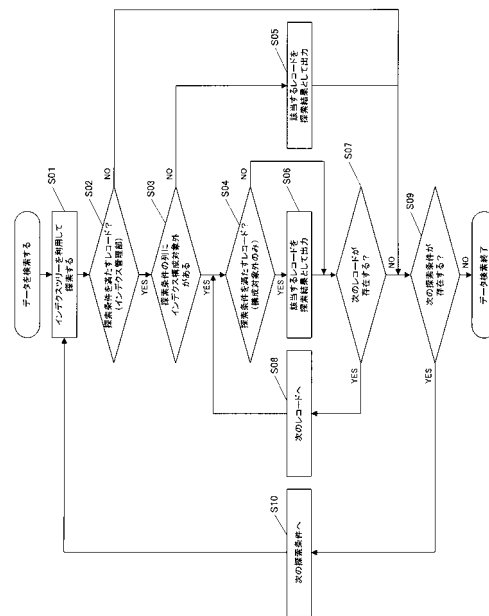 データを検索する
S01
インデクスツリーを利用して
探索する
S02
探索条件を満たすレコード?
(インデクス管理部)
NO
YES
S03
探索条件の列に
インデクス構成対象外
がある
NO
YES
S04
探索条件を満たすレコード?
(構成対象外のみ)
NO
YES
S05
該当するレコードを
探索結果として出力
S06
該当するレコードを
探索結果として出力
S07
次のレコードが
存在する?
NO
YES
S08
次のレコードへ
S09
次の探索条件が
存在する?
NO
YES
S10
次の探索条件へ
データ検索終了